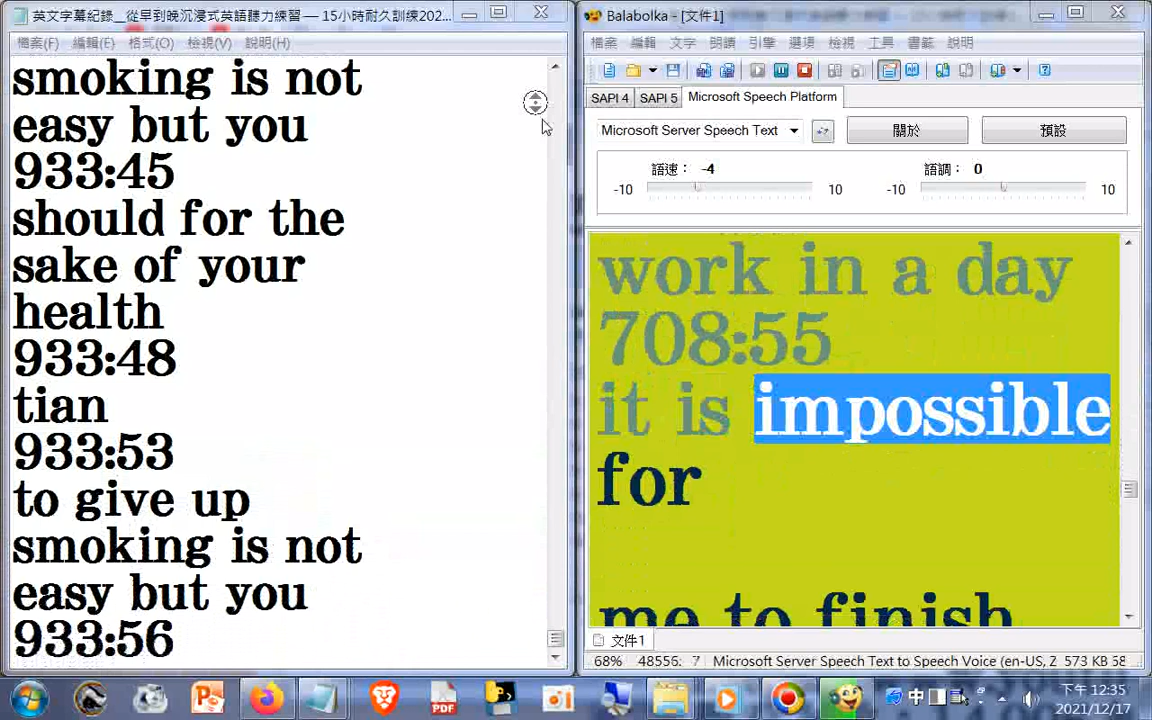 英文字幕紀錄__從早到晚沉浸式英語聽力練習 — 15小時耐久訓練202...
檔案(F) 編輯(E) 格式(O) 檢視(V) 說明(H)
smoking is not
easy but you
933:45
should for the
sake of your
health
933:48
tian
933:53
to give up
smoking is not
easy but you
933:56
Balabolka - [文件1]
檔案 編輯 文字 朗讀 引擎 選項 檢視 工具 書籤 說明
SAPI 4 SAPI 5 Microsoft Speech Platform
Microsoft Server Speech Text 關於 預設
語速： -4 語調： 0
-10 10 -10 10
work in a day
708:55
it is impossible
for
me to finish
文件1
68% 48556: 7 Microsoft Server Speech Text to Speech Voice (en-US, Z 573 KB 58
中 下午 12:35
2021/12/17